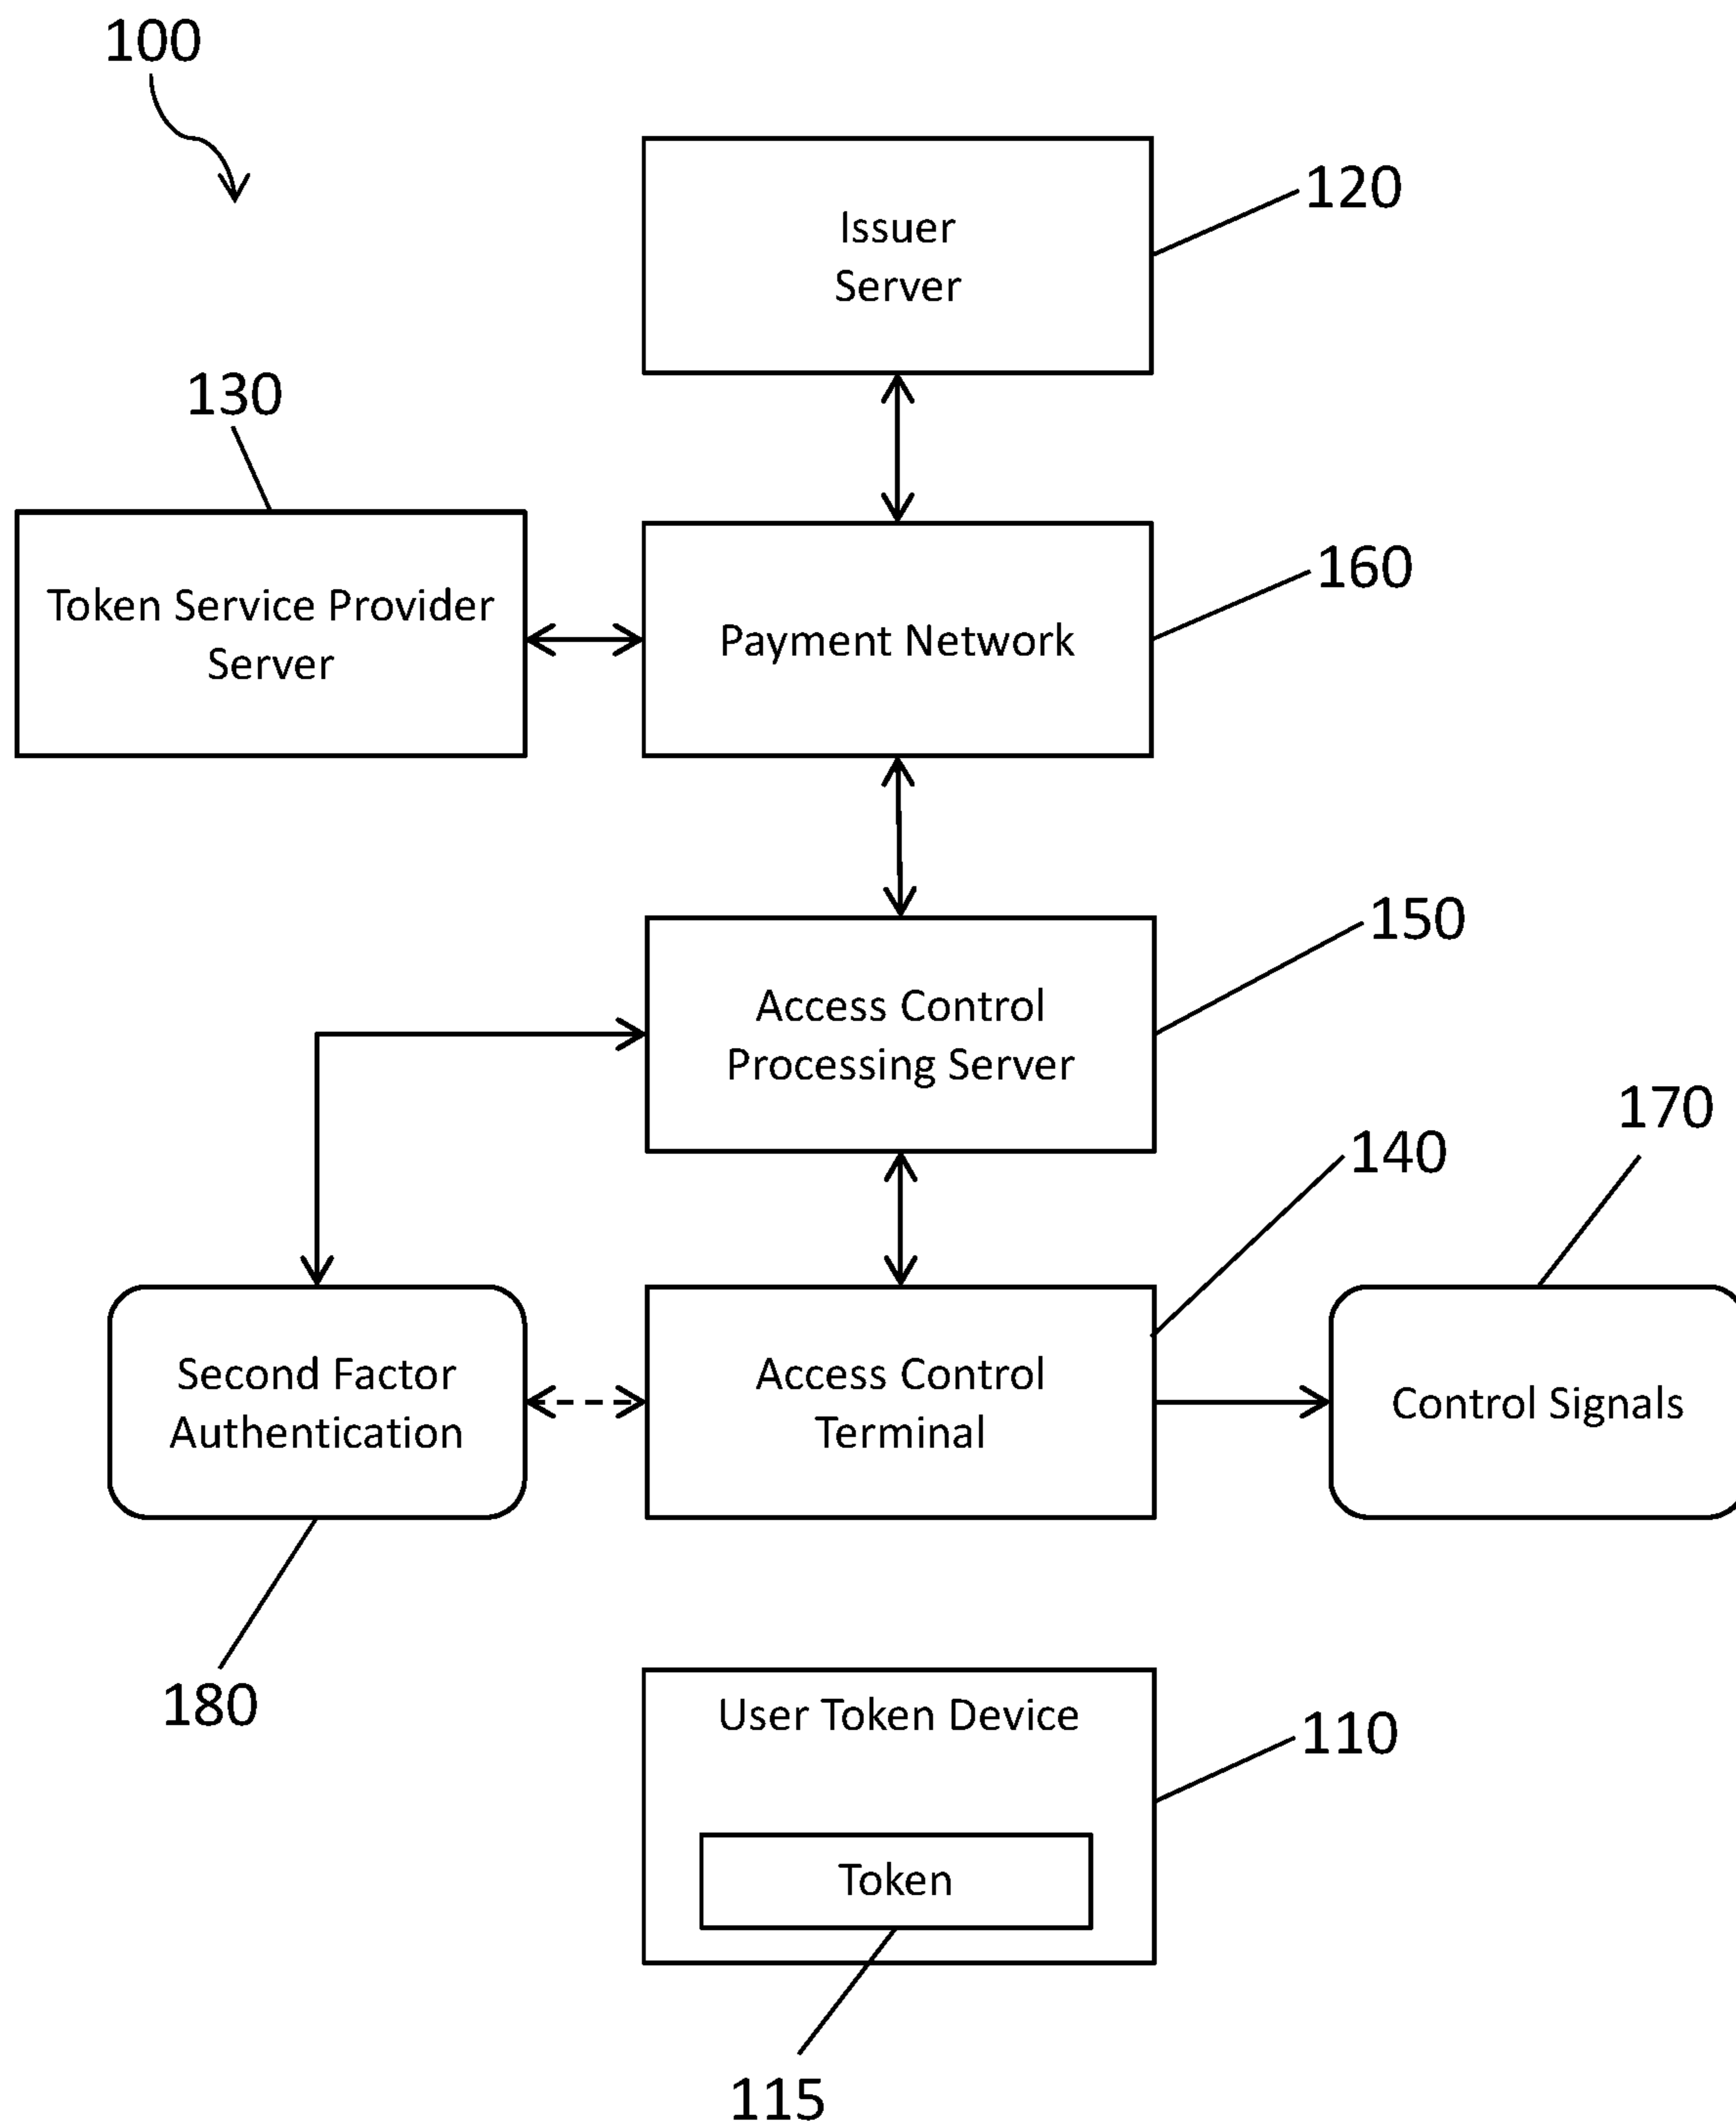 100
Issuer
Server
120
130
Token Service Provider
Server
Payment Network
160
Access Control
Processing Server
150
140
170
Second Factor
Authentication
Access Control
Terminal
Control Signals
180
User Token Device
110
Token
115